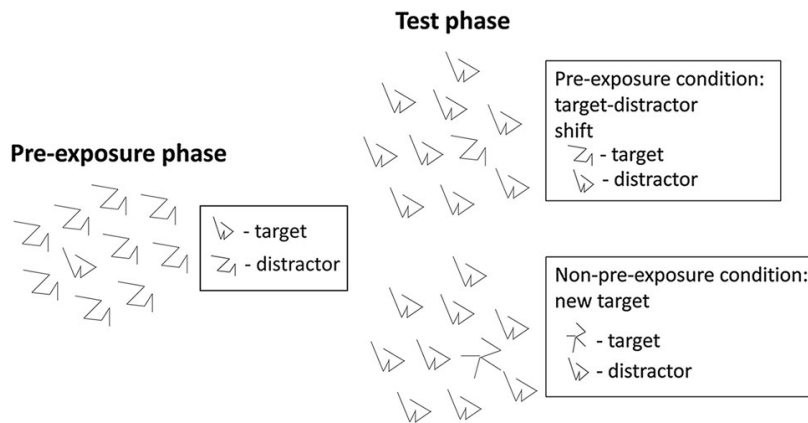 Test phase
Pre-exposure condition:
target-distractor
shift
- target
- distractor
Pre-exposure phase
- target
- distractor
Non-pre-exposure condition:
new target
- target
- distractor